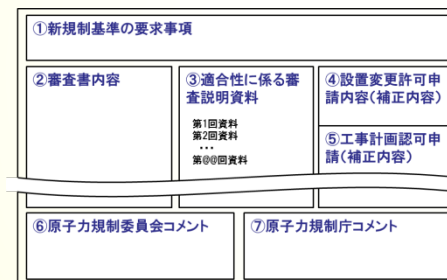 ①新規制基準の要求事項
②審査書内容
③適合性に係る審
査説明資料
第1回資料
第2回資料
・・・
第@@回資料
④設置変更許可申
請内容(補正内容)
⑤工事計画認可申
請(補正内容)
⑥原子力規制委員会コメント
⑦原子力規制庁コメント